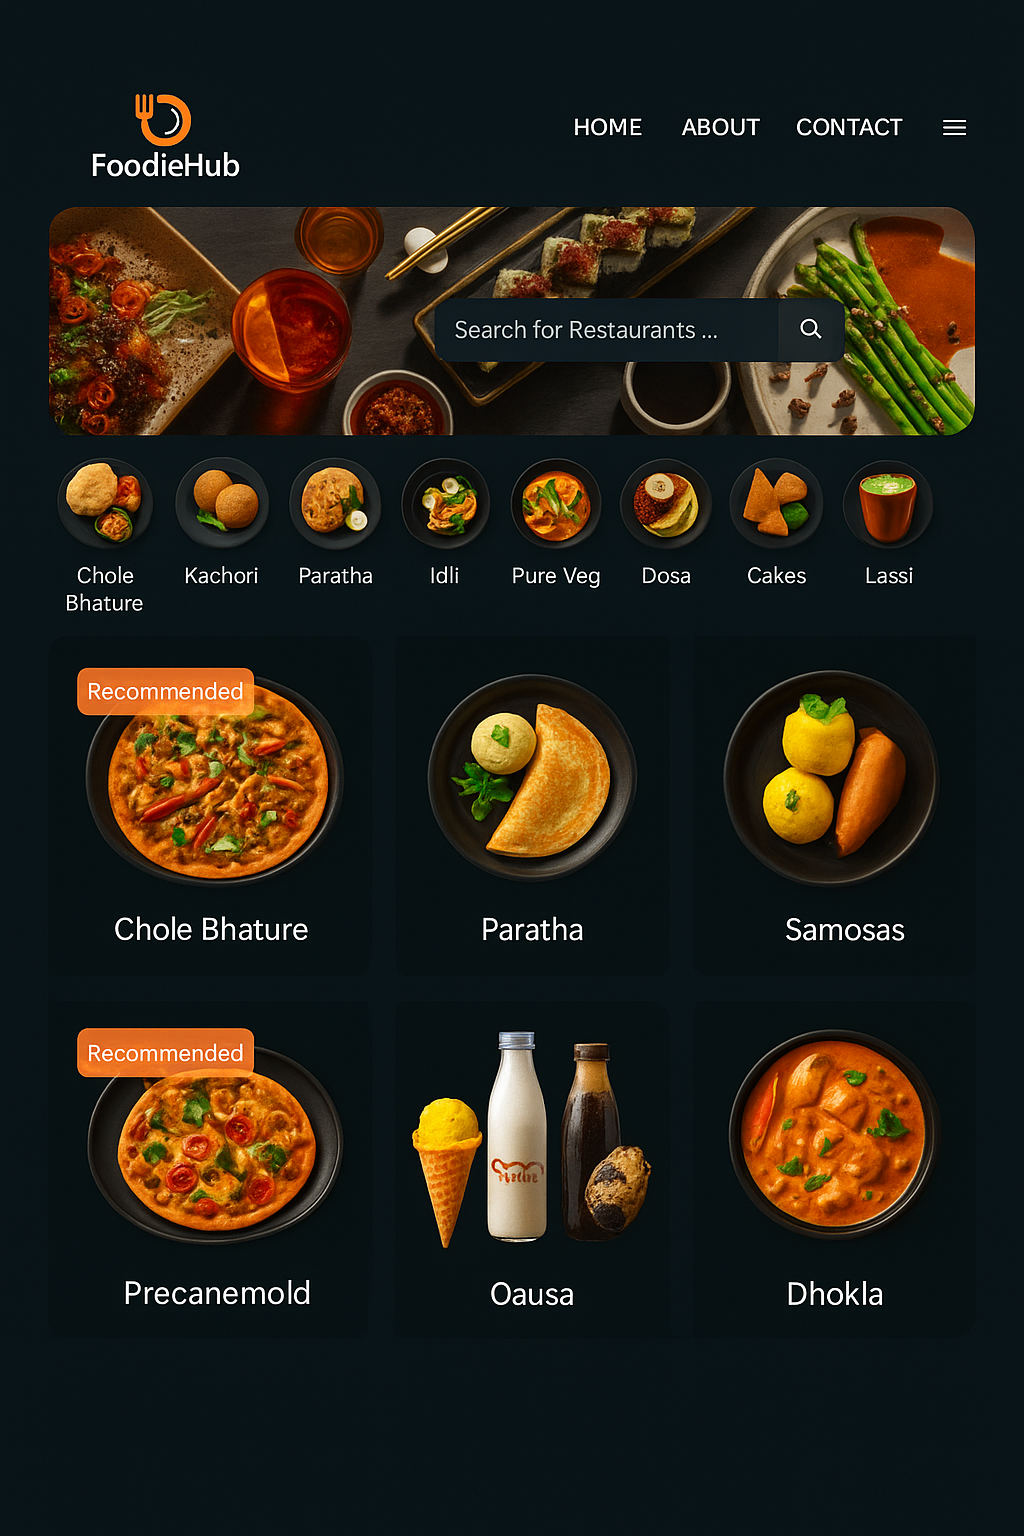 FoodieHub
HOME ABOUT CONTACT
Search for Restaurants ...
Chole Bhature
Kachori
Paratha
Idli
Pure Veg
Dosa
Cakes
Lassi
Recommended
Chole Bhature
Paratha
Samosas
Recommended
Precanemold
Oausa
Dhokla